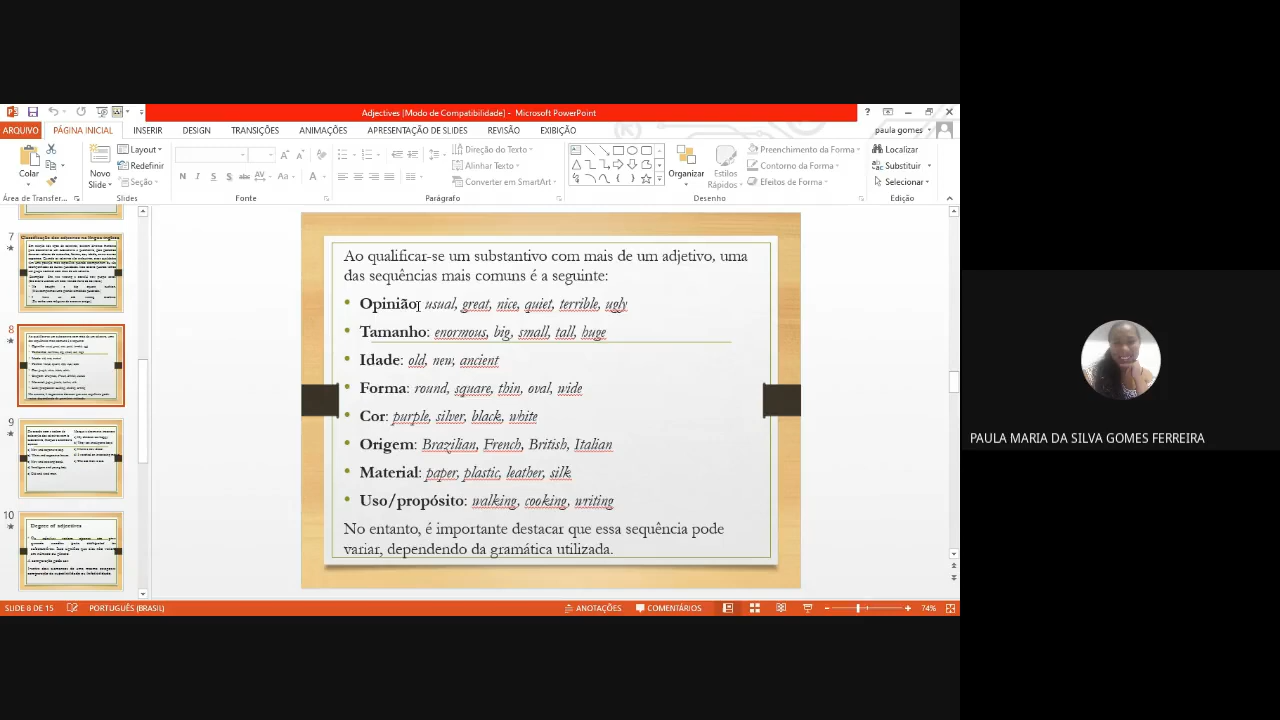 Adjectives [Modo de Compatibilidade] - Microsoft PowerPoint
ARQUIVO PÁGINA INICIAL INSERIR DESIGN TRANSIÇÕES ANIMAÇÕES APRESENTAÇÃO DE SLIDES REVISÃO EXIBIÇÃO paula gomes
Colar
Novo Slide
Layout
Redefinir
Seção
Direção do Texto
Alinhar Texto
Converter em SmartArt
Organizar
Estilos Rápidos
Preenchimento da Forma
Contorno da Forma
Efeitos de Forma
Localizar
Substituir
Selecionar
Área de Transfer... Slides Fonte Parágrafo Desenho Edição
7
8
9
10
Degree of adjectives
Ao qualificar-se um substantivo com mais de um adjetivo, uma
das sequências mais comuns é a seguinte:
• Opinião usual, great, nice, quiet, terrible, ugly
• Tamanho: enormous, big, small, tall, huge
• Idade: old, new, ancient
• Forma: round, square, thin, oval, wide
• Cor: purple, silver, black, white
• Origem: Brazilian, French, British, Italian
• Material: paper, plastic, leather, silk
• Uso/propósito: walking, cooking, writing
No entanto, é importante destacar que essa sequência pode
variar, dependendo da gramática utilizada.
PAULA MARIA DA SILVA GOMES FERREIRA
SLIDE 8 DE 15 PORTUGUÊS (BRASIL) ANOTAÇÕES COMENTÁRIOS 74%